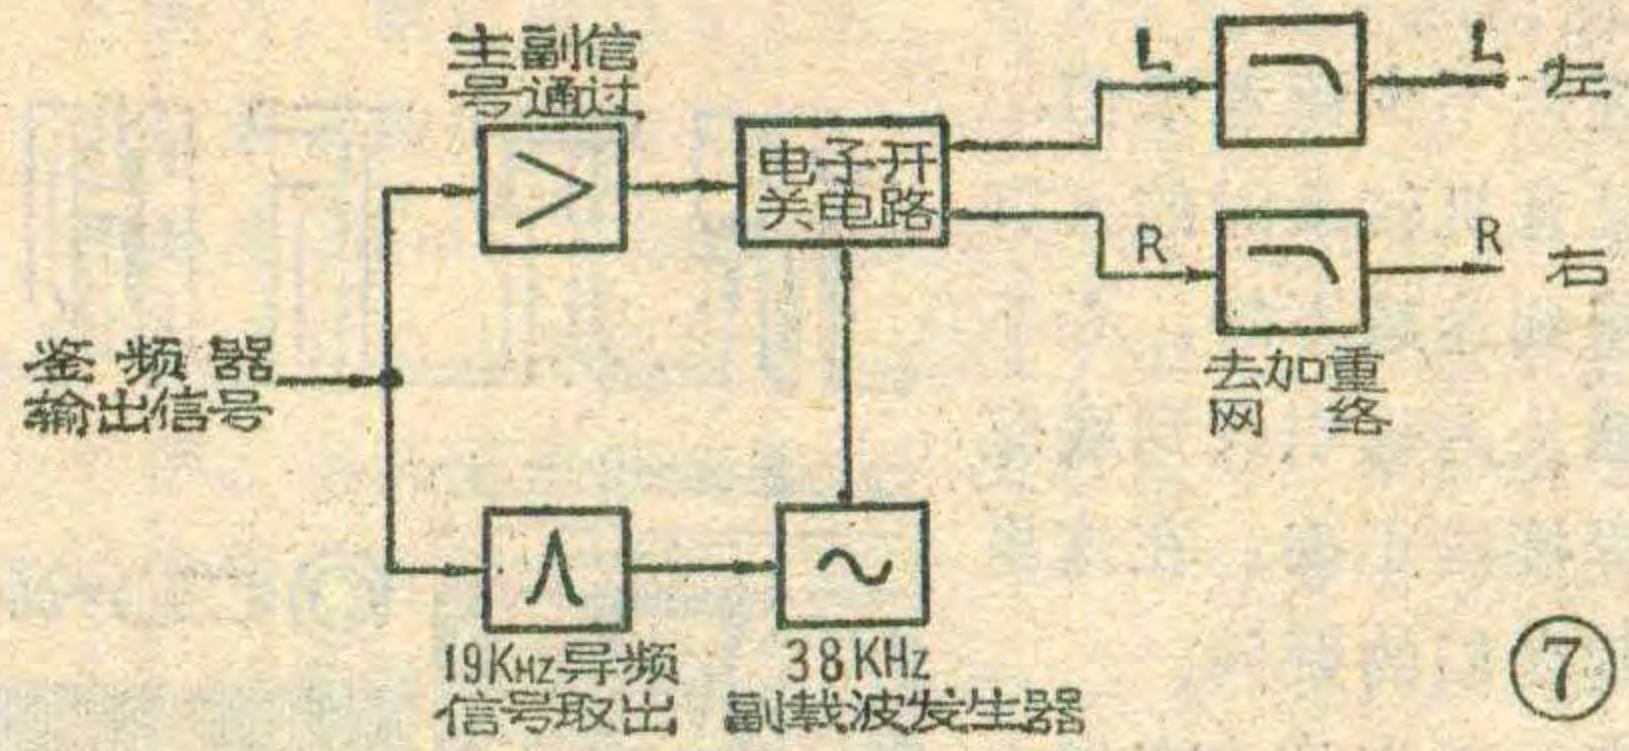 主副信
号通过
L
L
左
电子开
关电路
R
R
右
鉴频器
输出信号
去加重
网络
19KHz异频
信号取出
38KHz
副载波发生器
⑦